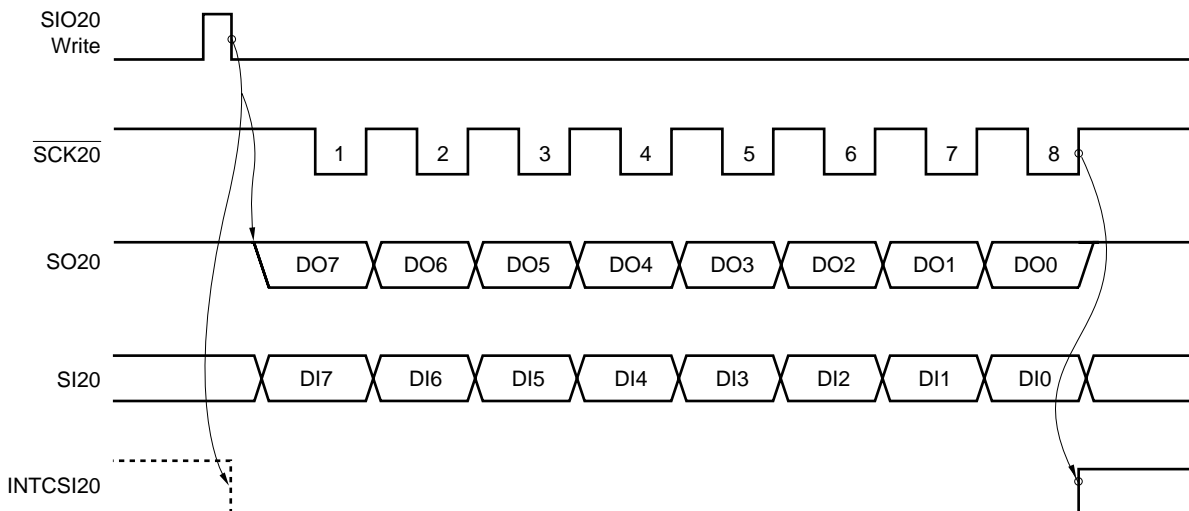 SIO20
Write
SCK20
1 2 3 4 5 6 7 8
SO20
DO7 DO6 DO5 DO4 DO3 DO2 DO1 DO0
SI20
DI7 DI6 DI5 DI4 DI3 DI2 DI1 DI0
INTCSI20